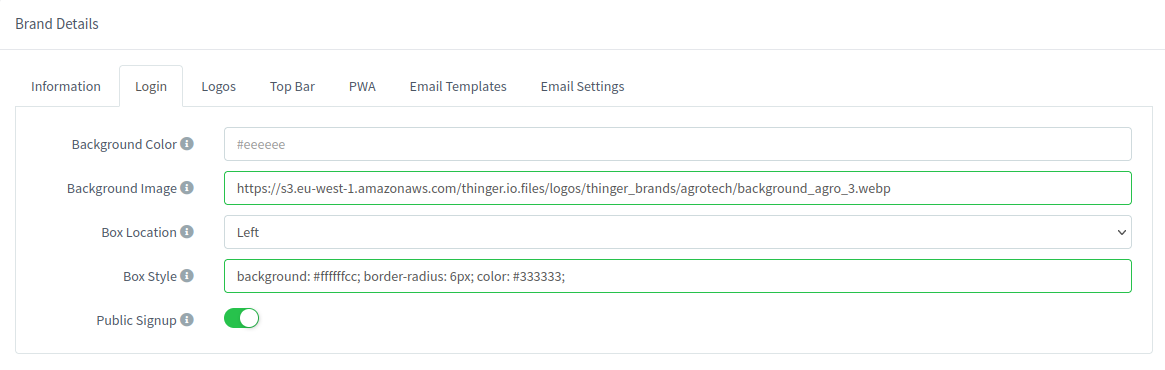 Brand Details
Information Login Logos Top Bar PWA Email Templates Email Settings
Background Color #eeeeee
Background Image https://s3.eu-west-1.amazonaws.com/thinger.io.files/logos/thinger_brands/agrotech/background_agro_3.webp
Box Location Left
Box Style background: #ffffffcc; border-radius: 6px; color: #333333;
Public Signup